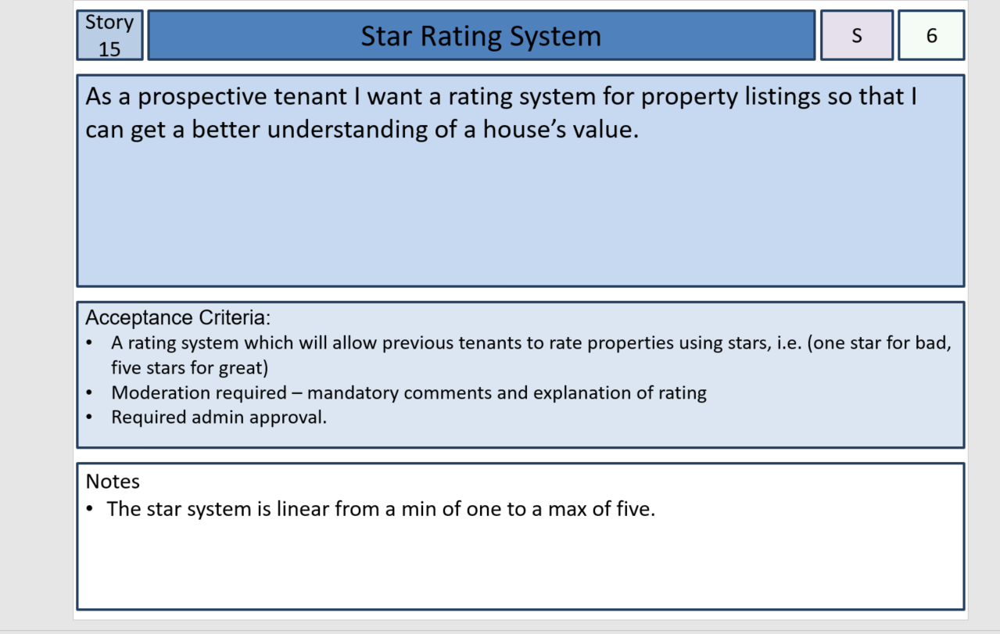 Story
15
Star Rating System
S
6
As a prospective tenant I want a rating system for property listings so that I
can get a better understanding of a house’s value.
Acceptance Criteria:
• A rating system which will allow previous tenants to rate properties using stars, i.e. (one star for bad,
five stars for great)
• Moderation required – mandatory comments and explanation of rating
• Required admin approval.
Notes
• The star system is linear from a min of one to a max of five.